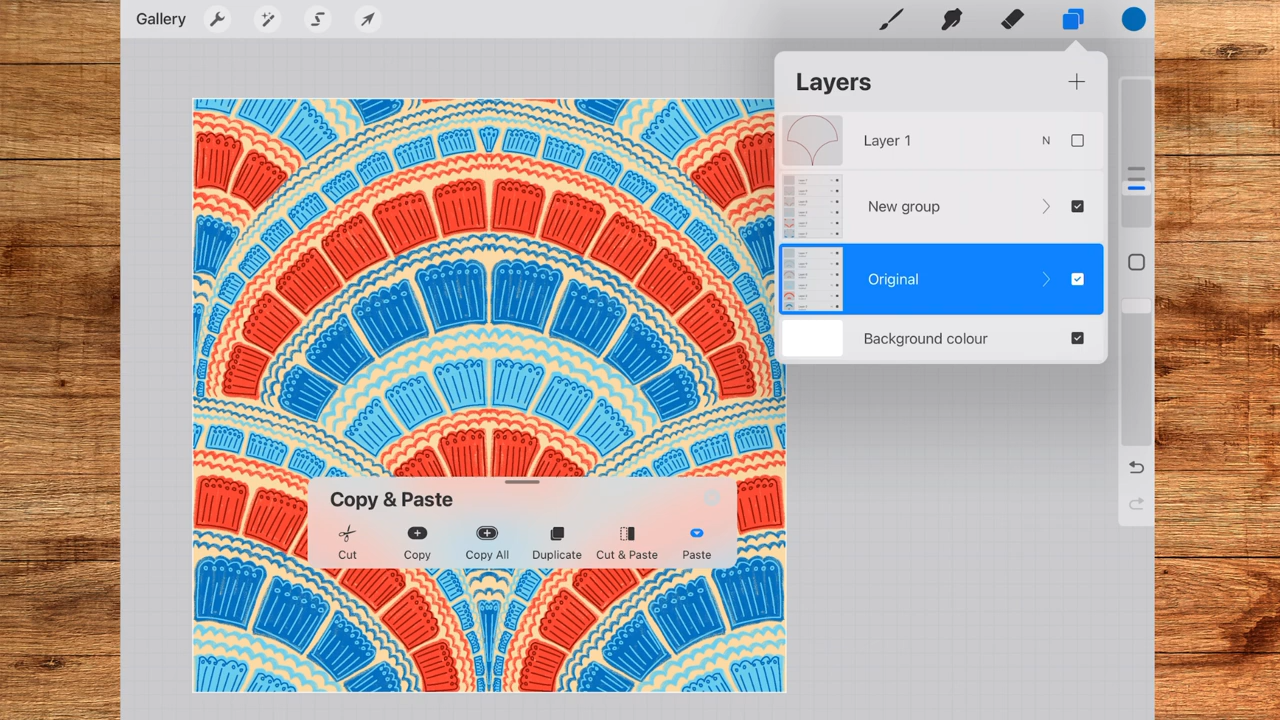 Gallery
Layers
Layer 1 N
New group
Original
Background colour
Copy & Paste
Cut Copy Copy All Duplicate Cut & Paste Paste